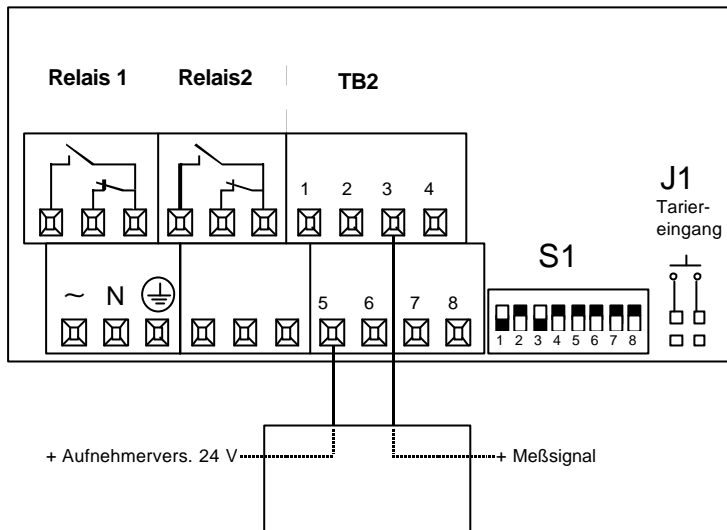 Relais 1 Relais2 TB2
1 2 3 4
J1
Tarier-
eingang
S1
~ N
5 6 7 8
1 2 3 4 5 6 7 8
+ Aufnehmervers. 24 V
+ Meßsignal